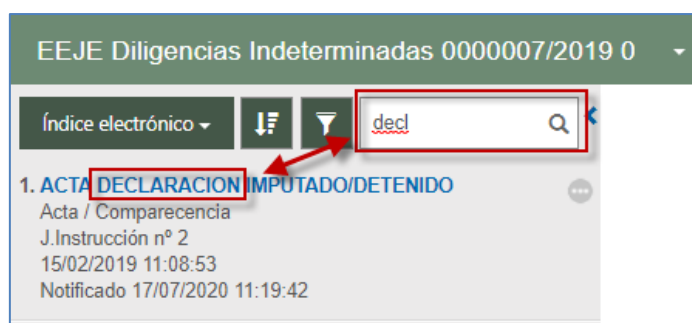 EEJE Diligencias Indeterminadas 0000007/2019 0
Índice electrónico
decl
1. ACTA DECLARACION IMPUTADO/DETENIDO
Acta / Comparecencia
J.Instrucción nº 2
15/02/2019 11:08:53
Notificado 17/07/2020 11:19:42